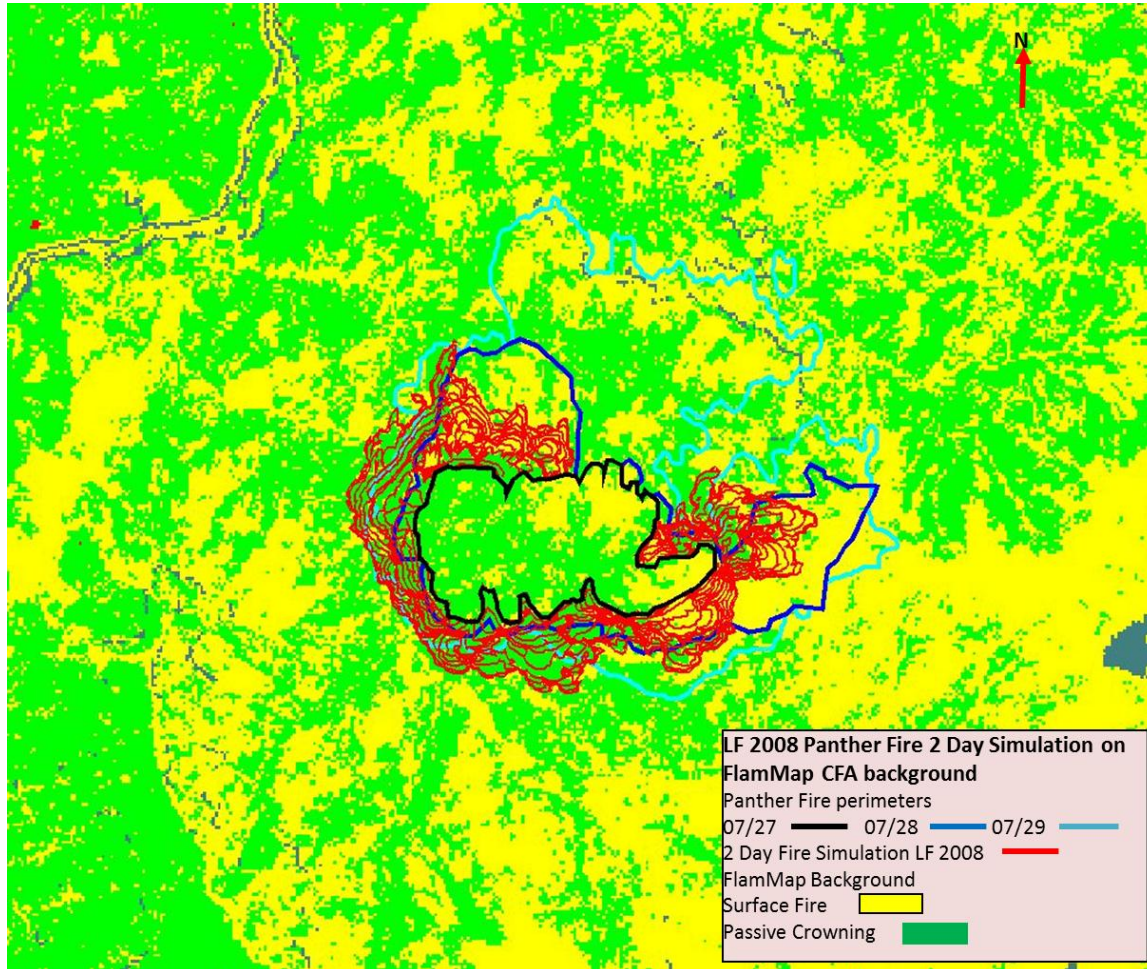 N
LF 2008 Panther Fire 2 Day Simulation on
FlamMap CFA background
Panther Fire perimeters
07/27 07/28 07/29
2 Day Fire Simulation LF 2008
FlamMap Background
Surface Fire
Passive Crowning